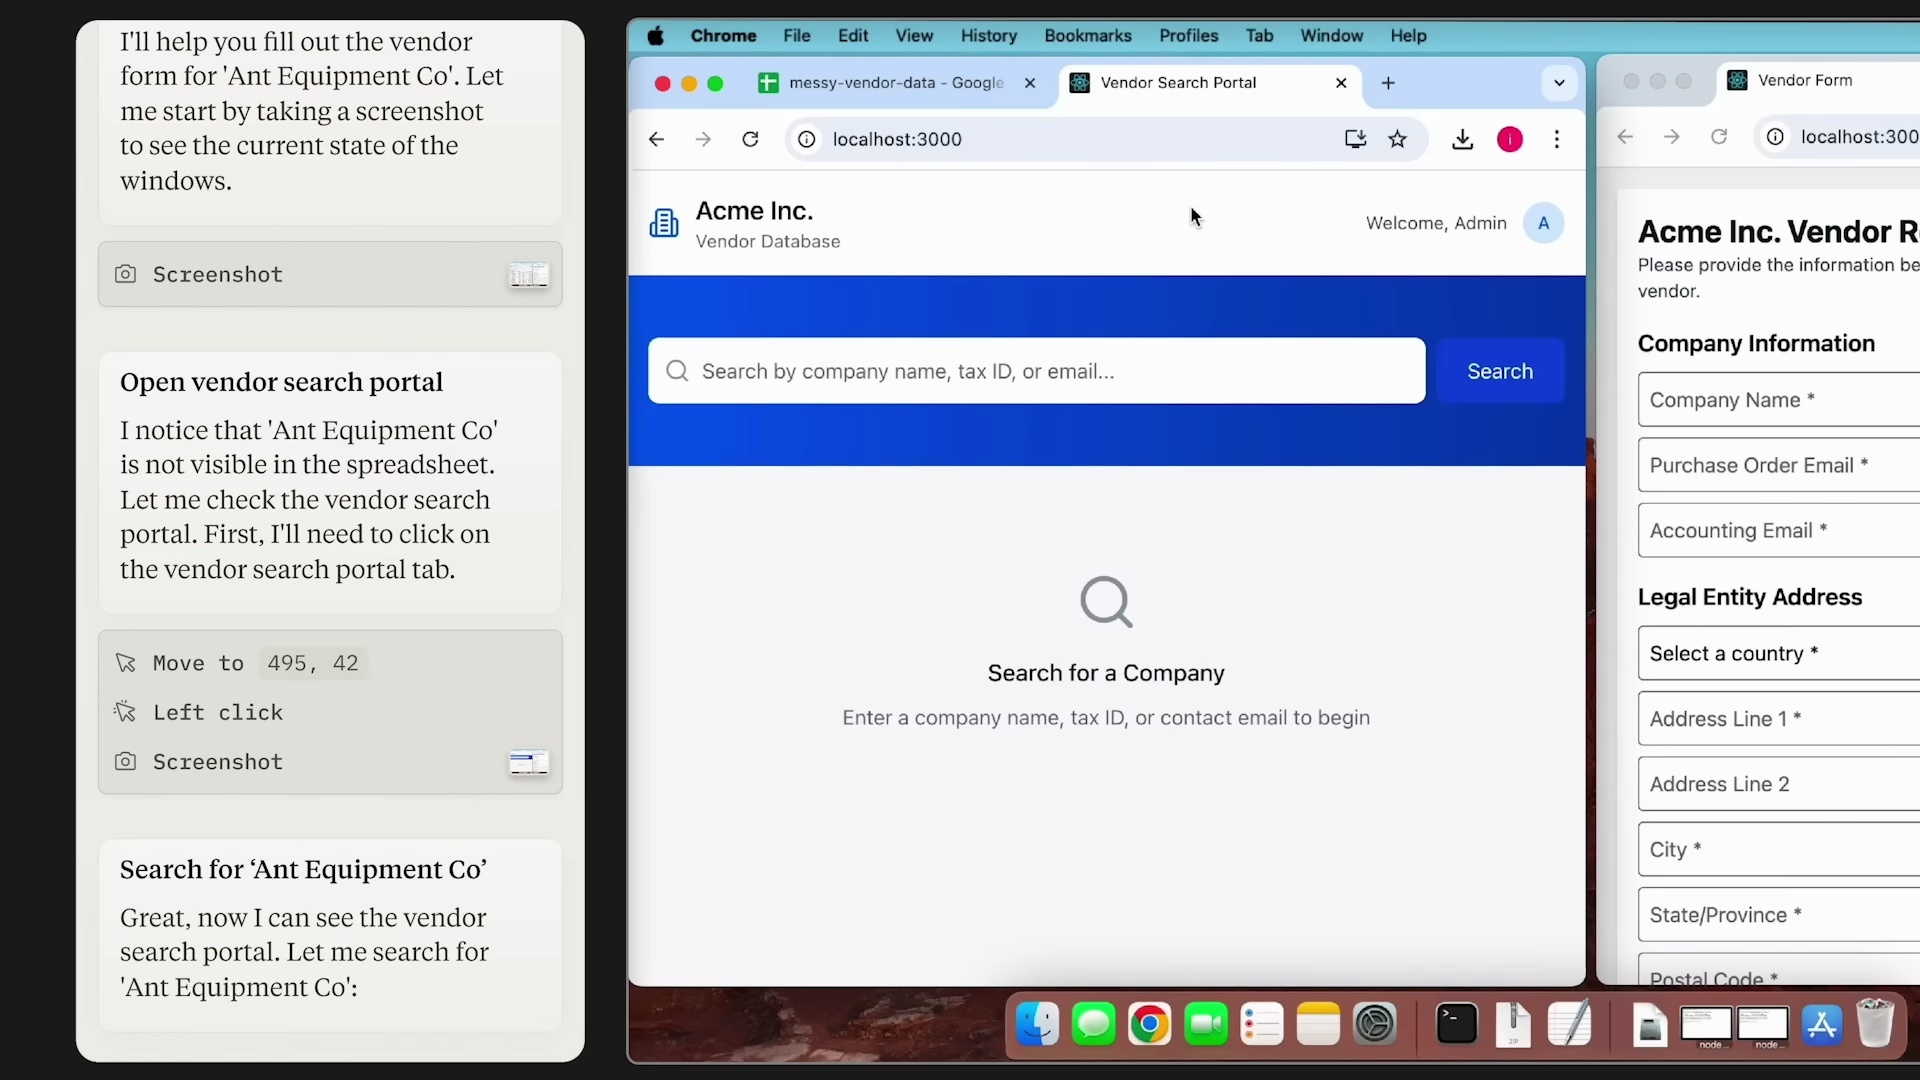 I'll help you fill out the vendor
form for 'Ant Equipment Co'. Let
me start by taking a screenshot
to see the current state of the
windows.
Screenshot
Open vendor search portal
I notice that 'Ant Equipment Co'
is not visible in the spreadsheet.
Let me check the vendor search
portal. First, I'll need to click on
the vendor search portal tab.
Move to 495, 42
Left click
Screenshot
Search for ‘Ant Equipment Co’
Great, now I can see the vendor
search portal. Let me search for
'Ant Equipment Co':
Chrome File Edit View History Bookmarks Profiles Tab Window Help
messy-vendor-data - Google
Vendor Search Portal
localhost:3000
i
Acme Inc.
Vendor Database
Welcome, Admin
A
Search by company name, tax ID, or email...
Search
Search for a Company
Enter a company name, tax ID, or contact email to begin
Vendor Form
localhost:300
Acme Inc. Vendor R
Please provide the information be
vendor.
Company Information
Company Name *
Purchase Order Email *
Accounting Email *
Legal Entity Address
Select a country *
Address Line 1 *
Address Line 2
City *
State/Province *
Postal Code *
ZIP
node
node